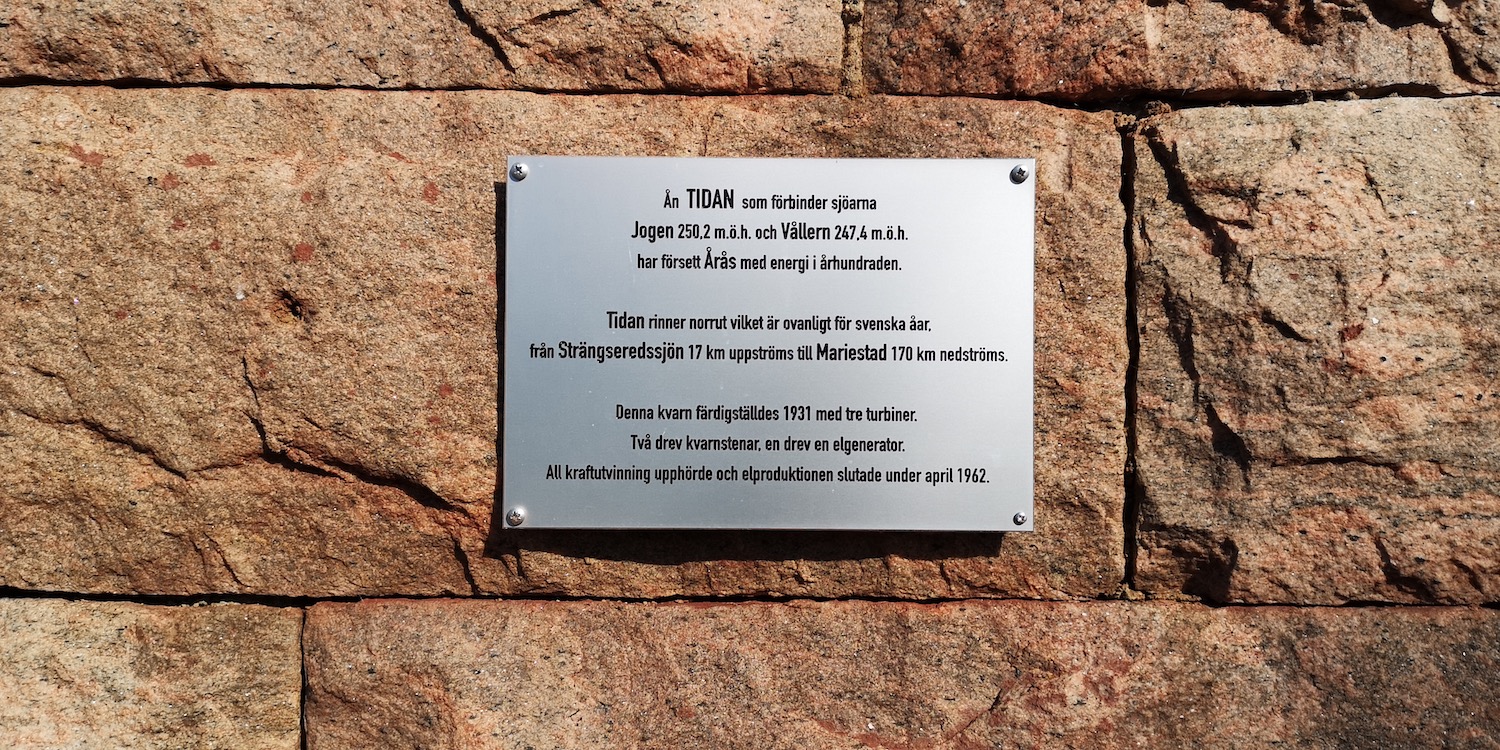 Ån TIDAN som förbinder sjöarna
Jogen 250,2 m.ö.h. och Vållern 247,4 m.ö.h.
har försett Årås med energi i århundraden.
Tidan rinner norrut vilket är ovanligt för svenska åar,
från Strängseredssjön 17 km uppströms till Mariestad 170 km nedströms.
Denna kvarn färdigställdes 1931 med tre turbiner.
Två drev kvarnstenar, en drev en elgenerator.
All kraftutvinning upphörde och elproduktionen slutade under april 1962.